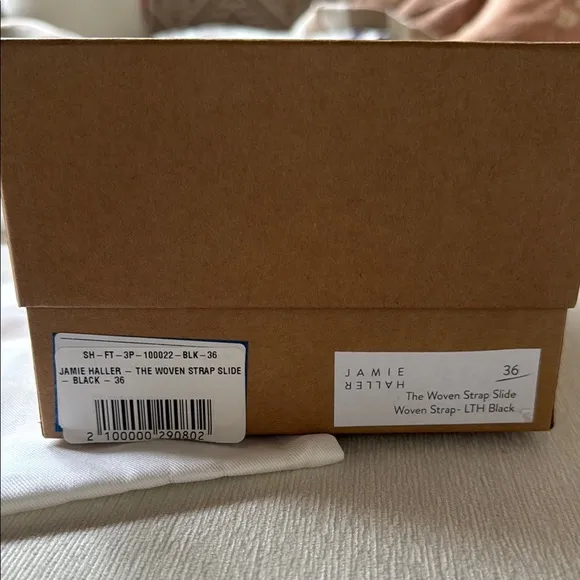 SH-FT-3P-100022-BLK-36
JAMIE HALLER - THE WOVEN STRAP SLIDE
- BLACK - 36
2 100000 290802
JAMIE
HALLER
36
The Woven Strap Slide
Woven Strap- LTH Black